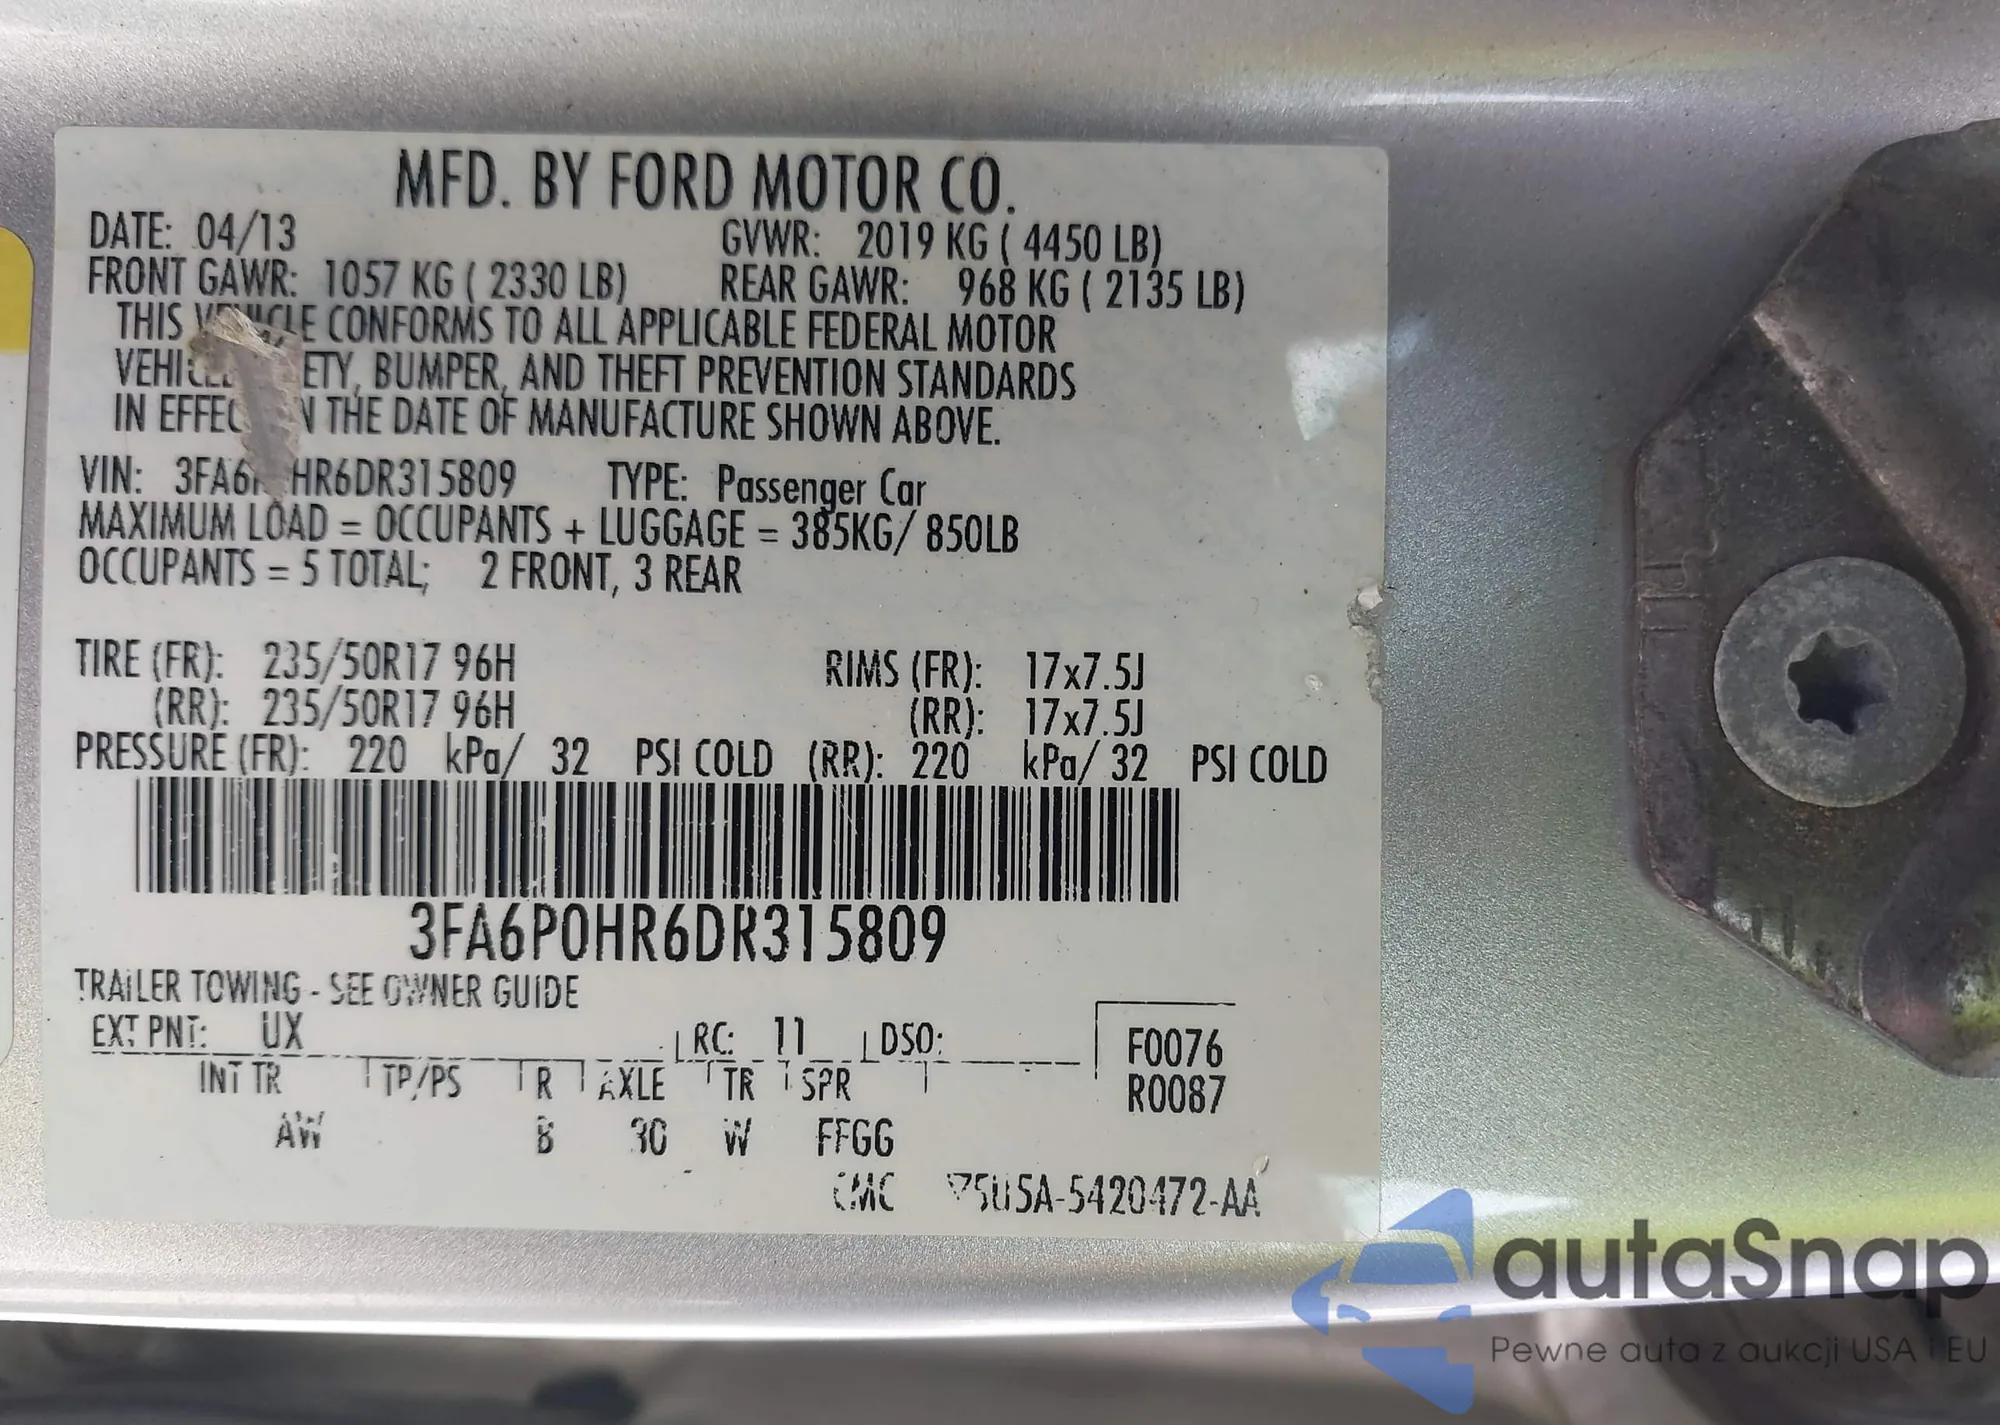 MFD. BY FORD MOTOR CO.
DATE: 04/13 GVWR: 2019 KG ( 4450 LB)
FRONT GAWR: 1057 KG ( 2330 LB) REAR GAWR: 968 KG ( 2135 LB)
THIS CONFORMS TO ALL APPLICABLE FEDERAL MOTOR
BUMPER, AND THEFT PREVENTION STANDARDS
IN THE DATE OF MANUFACTURE SHOWN ABOVE.
VIN: TYPE: Passenger Car
MAXIMUM LOAD = OCCUPANTS + LUGGAGE = 385KG/ 850LB
OCCUPANTS = 5 TOTAL; 2 FRONT, 3 REAR
TIRE (FR): 235/50R17 96H RIMS (FR): 17x7.5J
(RR): 235/50R17 96H (RR): 17x7.5J
PRESSURE (FR): 220 kPa/ 32 PSI COLD (RR): 220 kPa/ 32 PSI COLD
3FA6P0HR6DR315809
TRAILER TOWING - SEE OWNER GUIDE
EXT PNT: UX RC: 11 DSO: F0076
INT TR TP/PS R AXLE TR SPR R0087
AW B W FFGG
CMC
autaSnap
Pewne auta z aukcji USA i EU